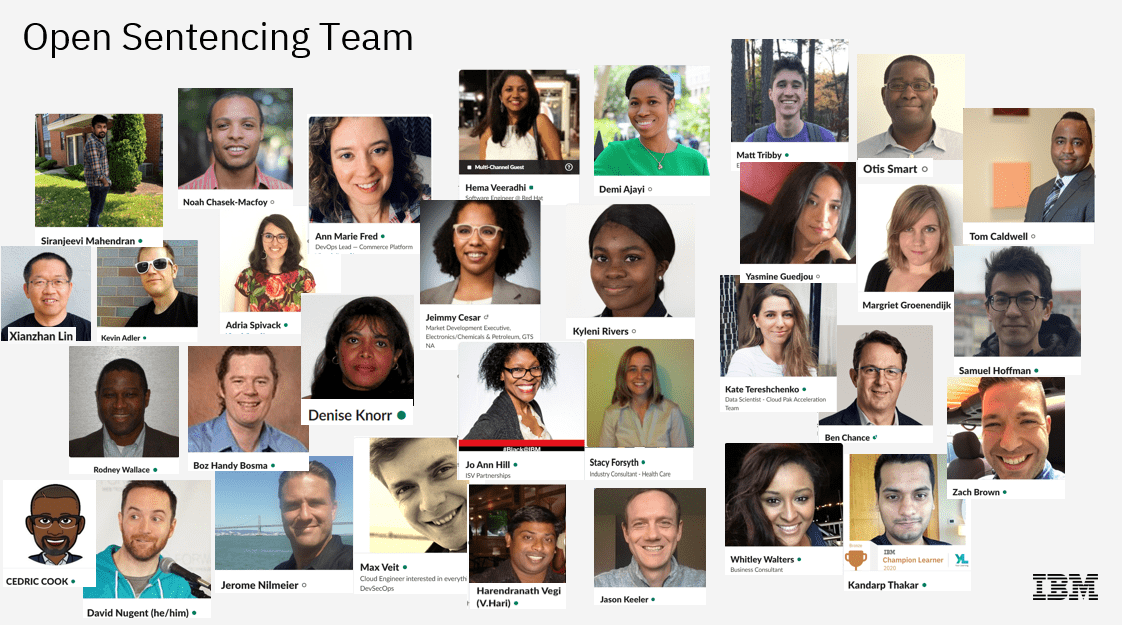 Open Sentencing Team
Siranjeevi Mahendran
Noah Chasek-Macfoy
Ann Marie Fred
DevOps Lead — Commerce Platform
Multi-Channel Guest
Hema Veeradhi
Software Engineer @ Red Hat
Demi Ajayi
Matt Tribby
Otis Smart
Tom Caldwell
Xianzhan Lin
Kevin Adler
Adria Spivack
Jeimmy Cesar
Market Development Executive,
Electronics/Chemicals & Petroleum, GTS
NA
Kyleni Rivers
Yasmine Guedjou
Margriet Groenendijk
Samuel Hoffman
Rodney Wallace
Boz Handy Bosma
Denise Knorr
#Black@IBM
Jo Ann Hill
ISV Partnerships
Stacy Forsyth
Industry Consultant - Health Care
Kate Tereshchenko
Data Scientist - Cloud Pak Acceleration
Team
Ben Chance
Zach Brown
CEDRIC COOK
David Nugent (he/him)
Jerome Nilmeier
Max Veit
Cloud Engineer interested in everyth
DevSecOps
Harendranath Vegi
(V.Hari)
Jason Keeler
Whitley Walters
Business Consultant
IBM
Champion Learner
2020
Kandarp Thakar
IBM